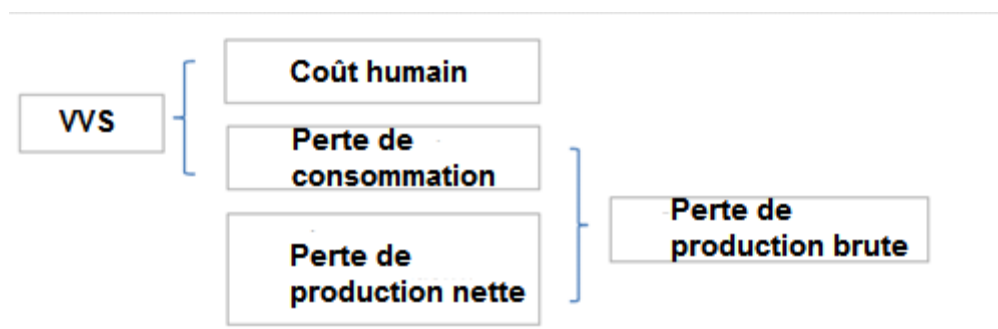 VVS
Coût humain
Perte de
consommation
Perte de
production nette
Perte de
production brute